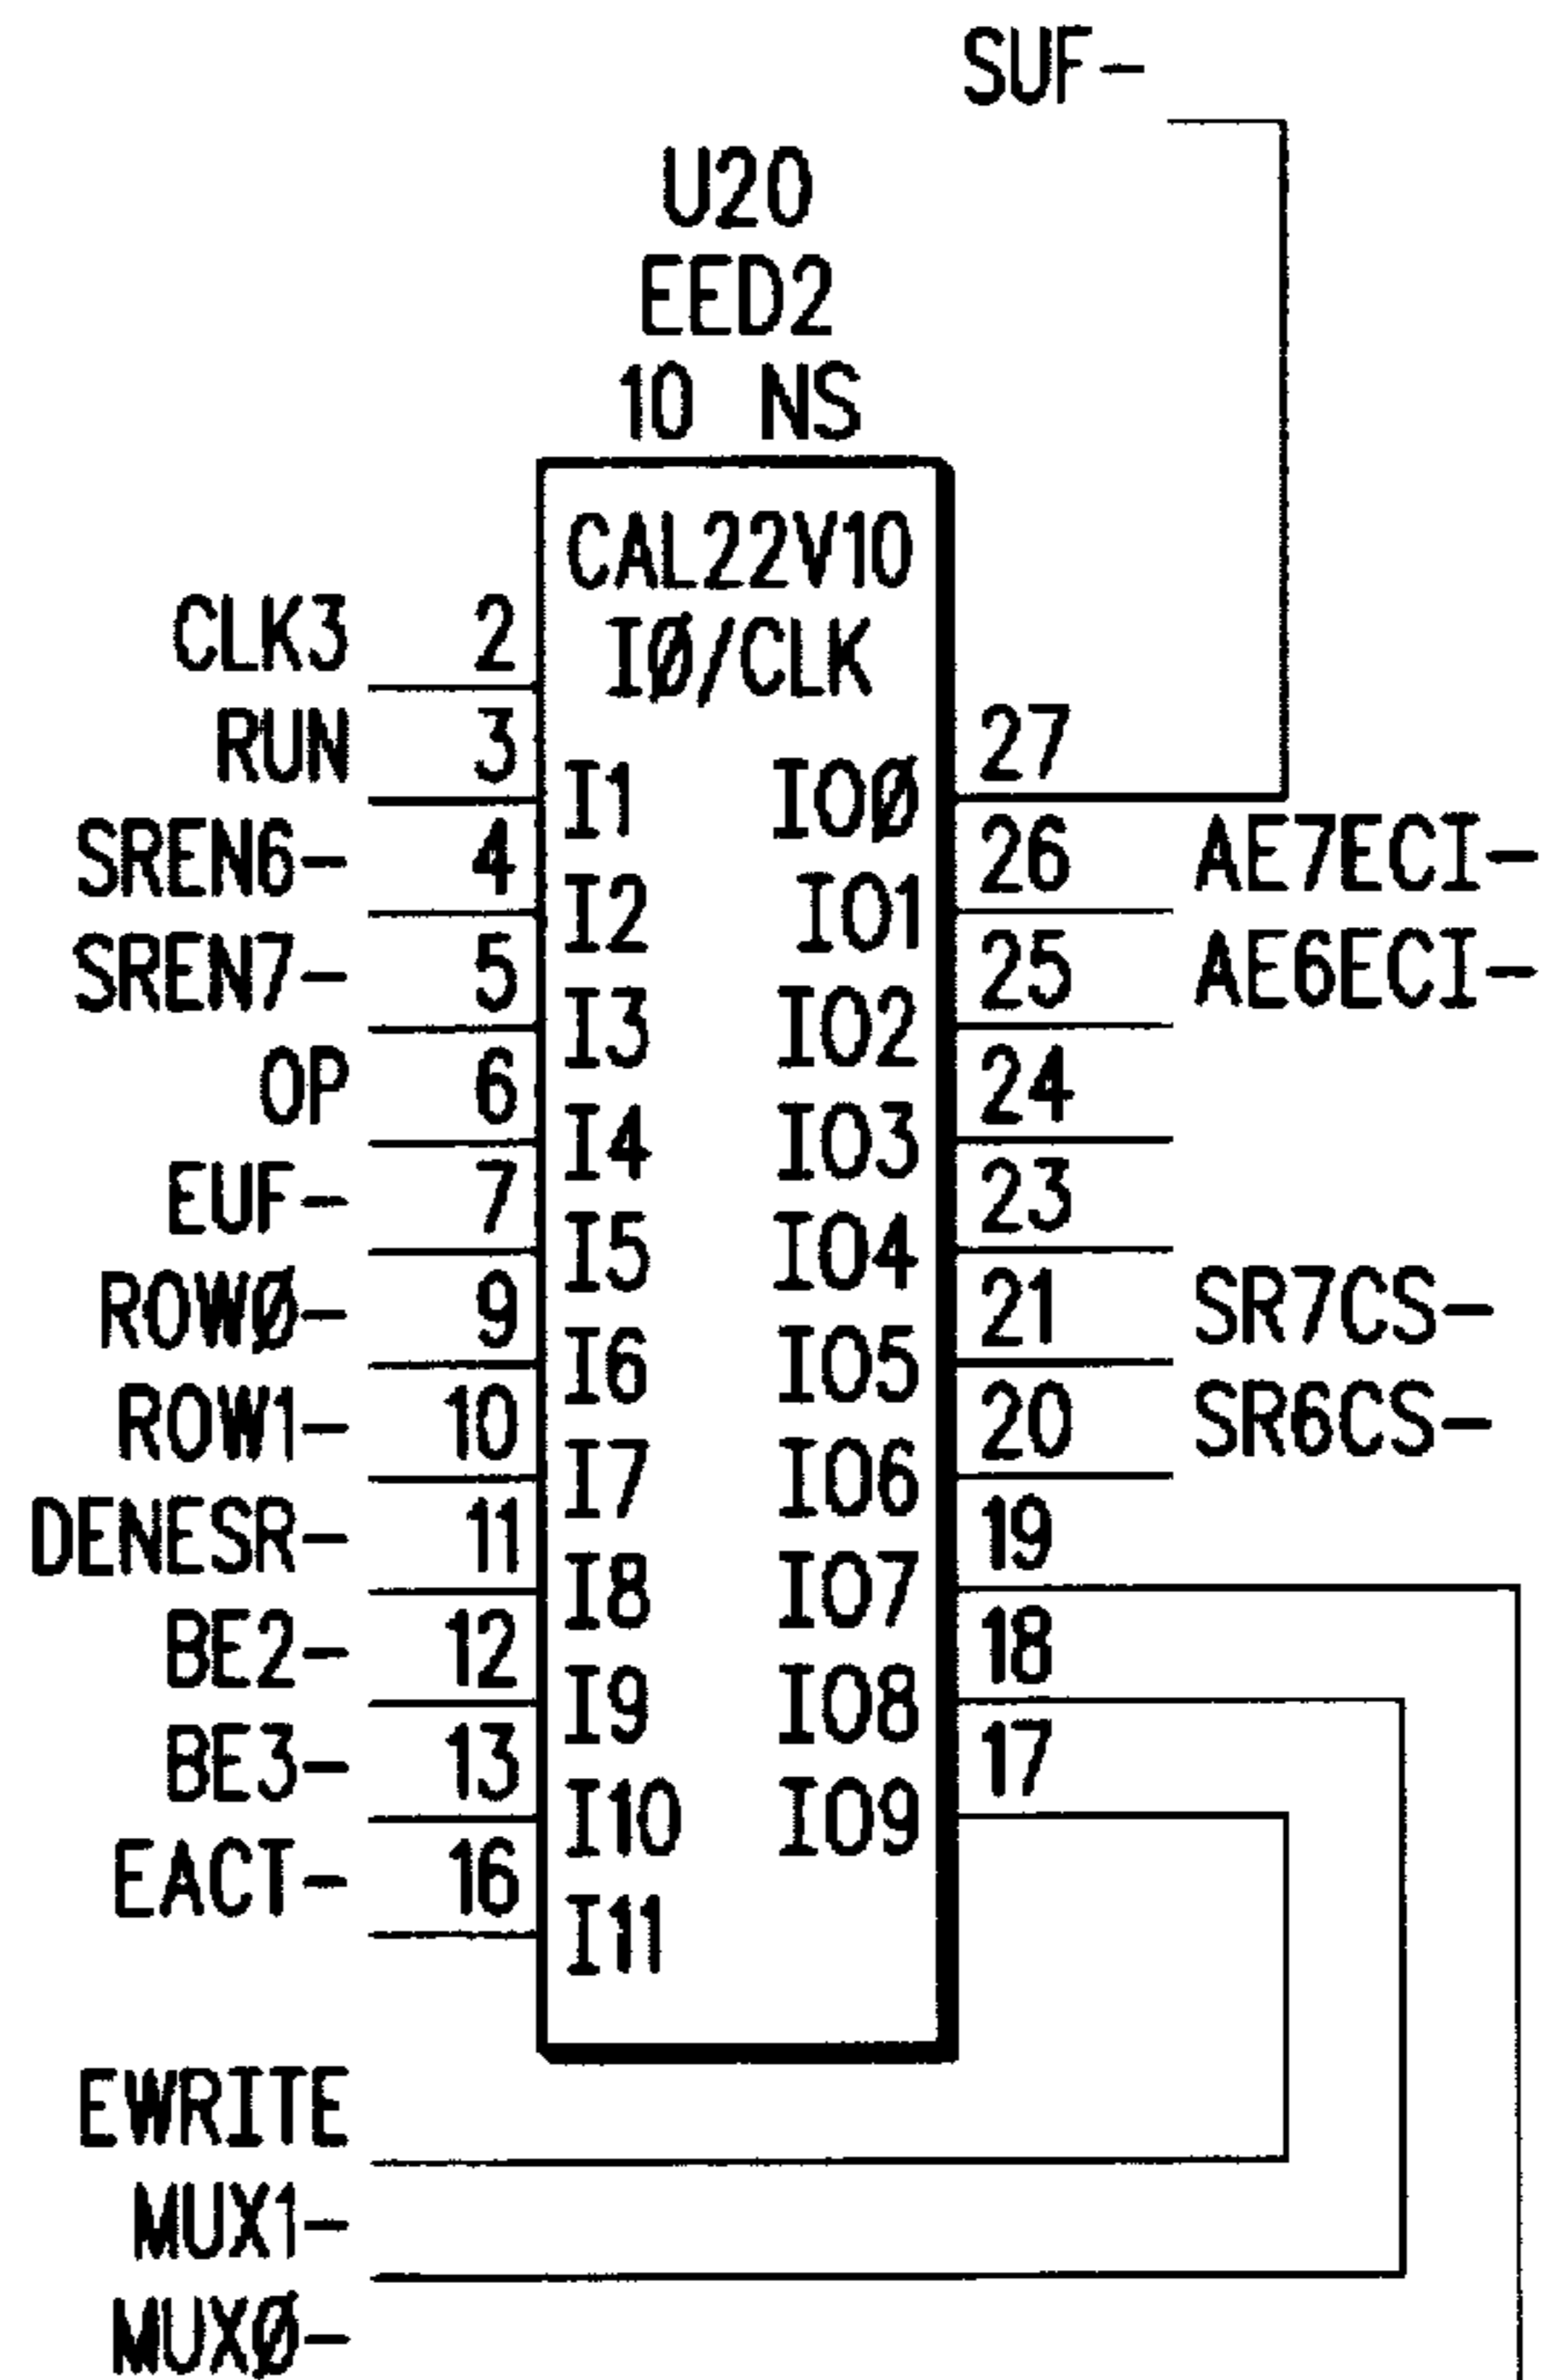 SUF-
U20
EED2
10 NS
CAL22V10
CLK3 2 IØ/CLK
RUN 3 I1 IOØ 27
SREN6- 4 I2 IO1 26 AE7ECI-
SREN7- 5 I3 IO2 25 AE6ECI-
OP 6 I4 IO3 24
EUF- 7 I5 IO4 23
ROWØ- 9 I6 IO5 21 SR7CS-
ROW1- 10 I7 IO6 20 SR6CS-
DENESR- 11 I8 IO7 19
BE2- 12 I9 IO8 18
BE3- 13 I10 IO9 17
EACT- 16 I11
EWRITE
MUX1-
MUXØ-